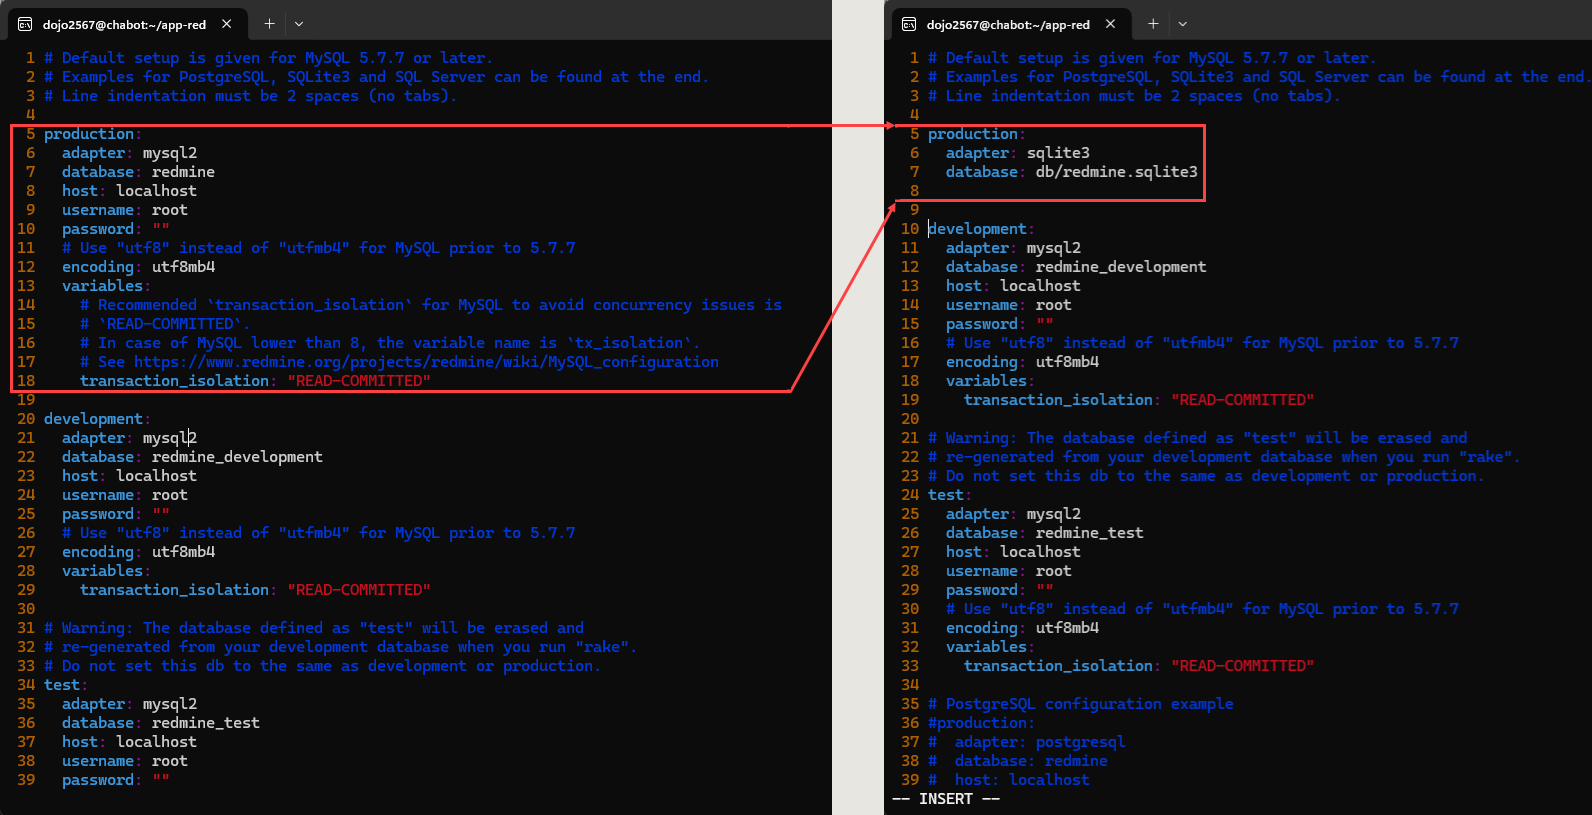 dojo2567@chabot:~/app-red
1 # Default setup is given for MySQL 5.7.7 or later.
2 # Examples for PostgreSQL, SQLite3 and SQL Server can be found at the end.
3 # Line indentation must be 2 spaces (no tabs).
4
5 production:
6   adapter: mysql2
7   database: redmine
8   host: localhost
9   username: root
10   password: ""
11   # Use "utf8" instead of "utfmb4" for MySQL prior to 5.7.7
12   encoding: utf8mb4
13   variables:
14     # Recommended `transaction_isolation` for MySQL to avoid concurrency issues is
15     # `READ-COMMITTED`.
16     # In case of MySQL lower than 8, the variable name is `tx_isolation`.
17     # See https://www.redmine.org/projects/redmine/wiki/MySQL_configuration
18     transaction_isolation: "READ-COMMITTED"
19
20 development:
21   adapter: mysql2
22   database: redmine_development
23   host: localhost
24   username: root
25   password: ""
26   # Use "utf8" instead of "utfmb4" for MySQL prior to 5.7.7
27   encoding: utf8mb4
28   variables:
29     transaction_isolation: "READ-COMMITTED"
30
31 # Warning: The database defined as "test" will be erased and
32 # re-generated from your development database when you run "rake".
33 # Do not set this db to the same as development or production.
34 test:
35   adapter: mysql2
36   database: redmine_test
37   host: localhost
38   username: root
39   password: ""
dojo2567@chabot:~/app-red
1 # Default setup is given for MySQL 5.7.7 or later.
2 # Examples for PostgreSQL, SQLite3 and SQL Server can be found at the end.
3 # Line indentation must be 2 spaces (no tabs).
4
5 production:
6   adapter: sqlite3
7   database: db/redmine.sqlite3
8
9
10 development:
11   adapter: mysql2
12   database: redmine_development
13   host: localhost
14   username: root
15   password: ""
16   # Use "utf8" instead of "utfmb4" for MySQL prior to 5.7.7
17   encoding: utf8mb4
18   variables:
19     transaction_isolation: "READ-COMMITTED"
20
21 # Warning: The database defined as "test" will be erased and
22 # re-generated from your development database when you run "rake".
23 # Do not set this db to the same as development or production.
24 test:
25   adapter: mysql2
26   database: redmine_test
27   host: localhost
28   username: root
29   password: ""
30   # Use "utf8" instead of "utfmb4" for MySQL prior to 5.7.7
31   encoding: utf8mb4
32   variables:
33     transaction_isolation: "READ-COMMITTED"
34
35 # PostgreSQL configuration example
36 #production:
37 #  adapter: postgresql
38 #  database: redmine
39 #  host: localhost
-- INSERT --